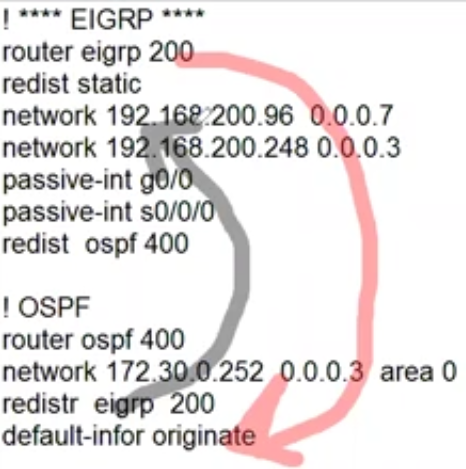 ! **** EIGRP ****
router eigrp 200
redist static
network 192.168.200.96 0.0.0.7
network 192.168.200.248 0.0.0.3
passive-int g0/0
passive-int s0/0/0
redist ospf 400
! OSPF
router ospf 400
network 172.30.0.252 0.0.0.3 area 0
redistr eigrp 200
default-infor originate